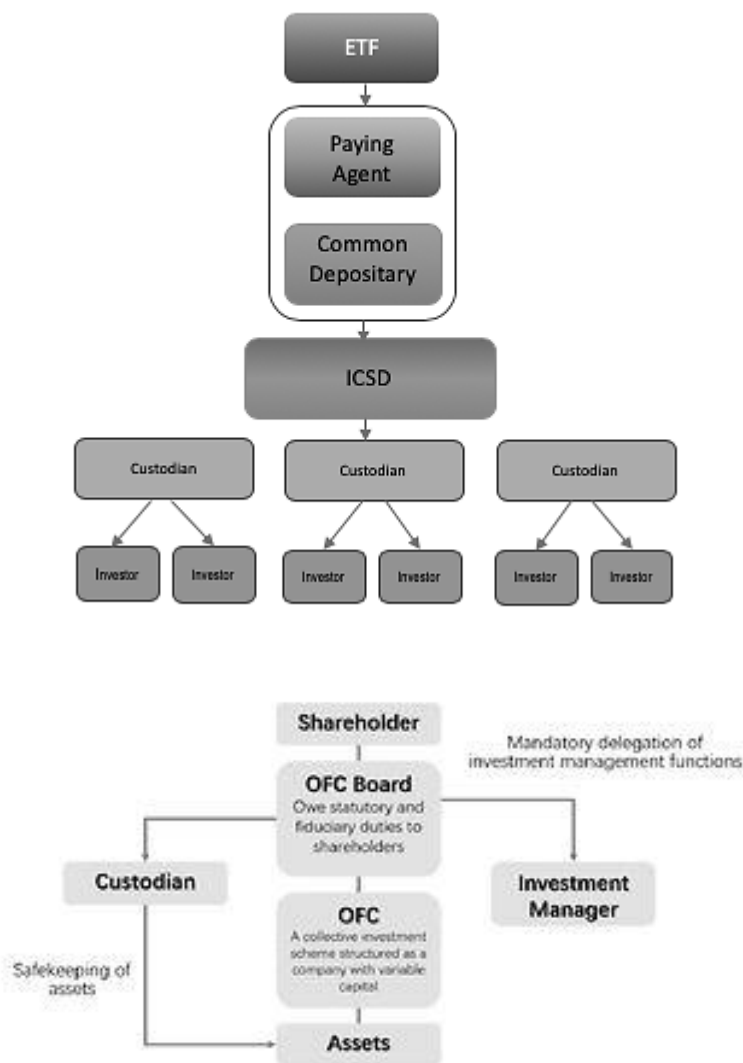 ETF
Paying
Agent
Common
Depositary
ICSD
Custodian
Custodian
Custodian
Investor
Investor
Investor
Investor
Investor
Investor
Shareholder
Mandatory delegation of
investment management functions
OFC Board
Owe statutory and
fiduciary duties to
shareholders
Custodian
Investment
Manager
OFC
A collective investment
scheme structured as a
company with variable
capital
Safekeeping of
assets
Assets